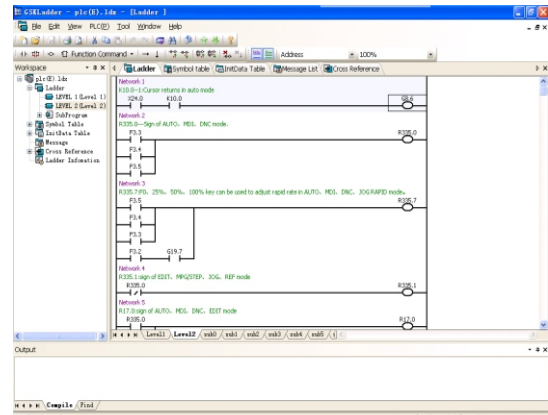 GSKLadder - plc(E).ldx - [Ladder ]
File Edit View PLC(P) Tool Window Help
Function Command
Address 100%
Workspace
Ladder Symbol table InitData Table Message List Cross Reference
plc(E).ldx
Ladder
LEVEL 1(Level 1)
LEVEL 2(Level 2)
SubProgram
Symbol Table
InitData Table
Message
Cross Reference
Ladder Infomation
Network 1
K10.0--1:Cursor returns in auto mode
X24.0 K10.0 G8.6
Network 2
R335.0--Sign of AUTO、MDI、DNC mode.
F3.3 R335.0
F3.4
F3.5
Network 3
R335.7:F0、25%、50%、100% key can be used to adjust rapid rate in AUTO、MDI、DNC、JOG RAPID mode.
F3.5 R335.7
F3.4
F3.3
F3.2 G19.7
Network 4
R335.1:sign of EDIT、MPG/STEP、JOG、REF mode
R335.0 R335.1
Network 5
R17.0:sign of AUTO、MDI、DNC、EDIT mode
R335.0 R17.0
Level1 Level2 sub0 sub1 sub2 sub3 sub4 sub5
Output
Compile Find